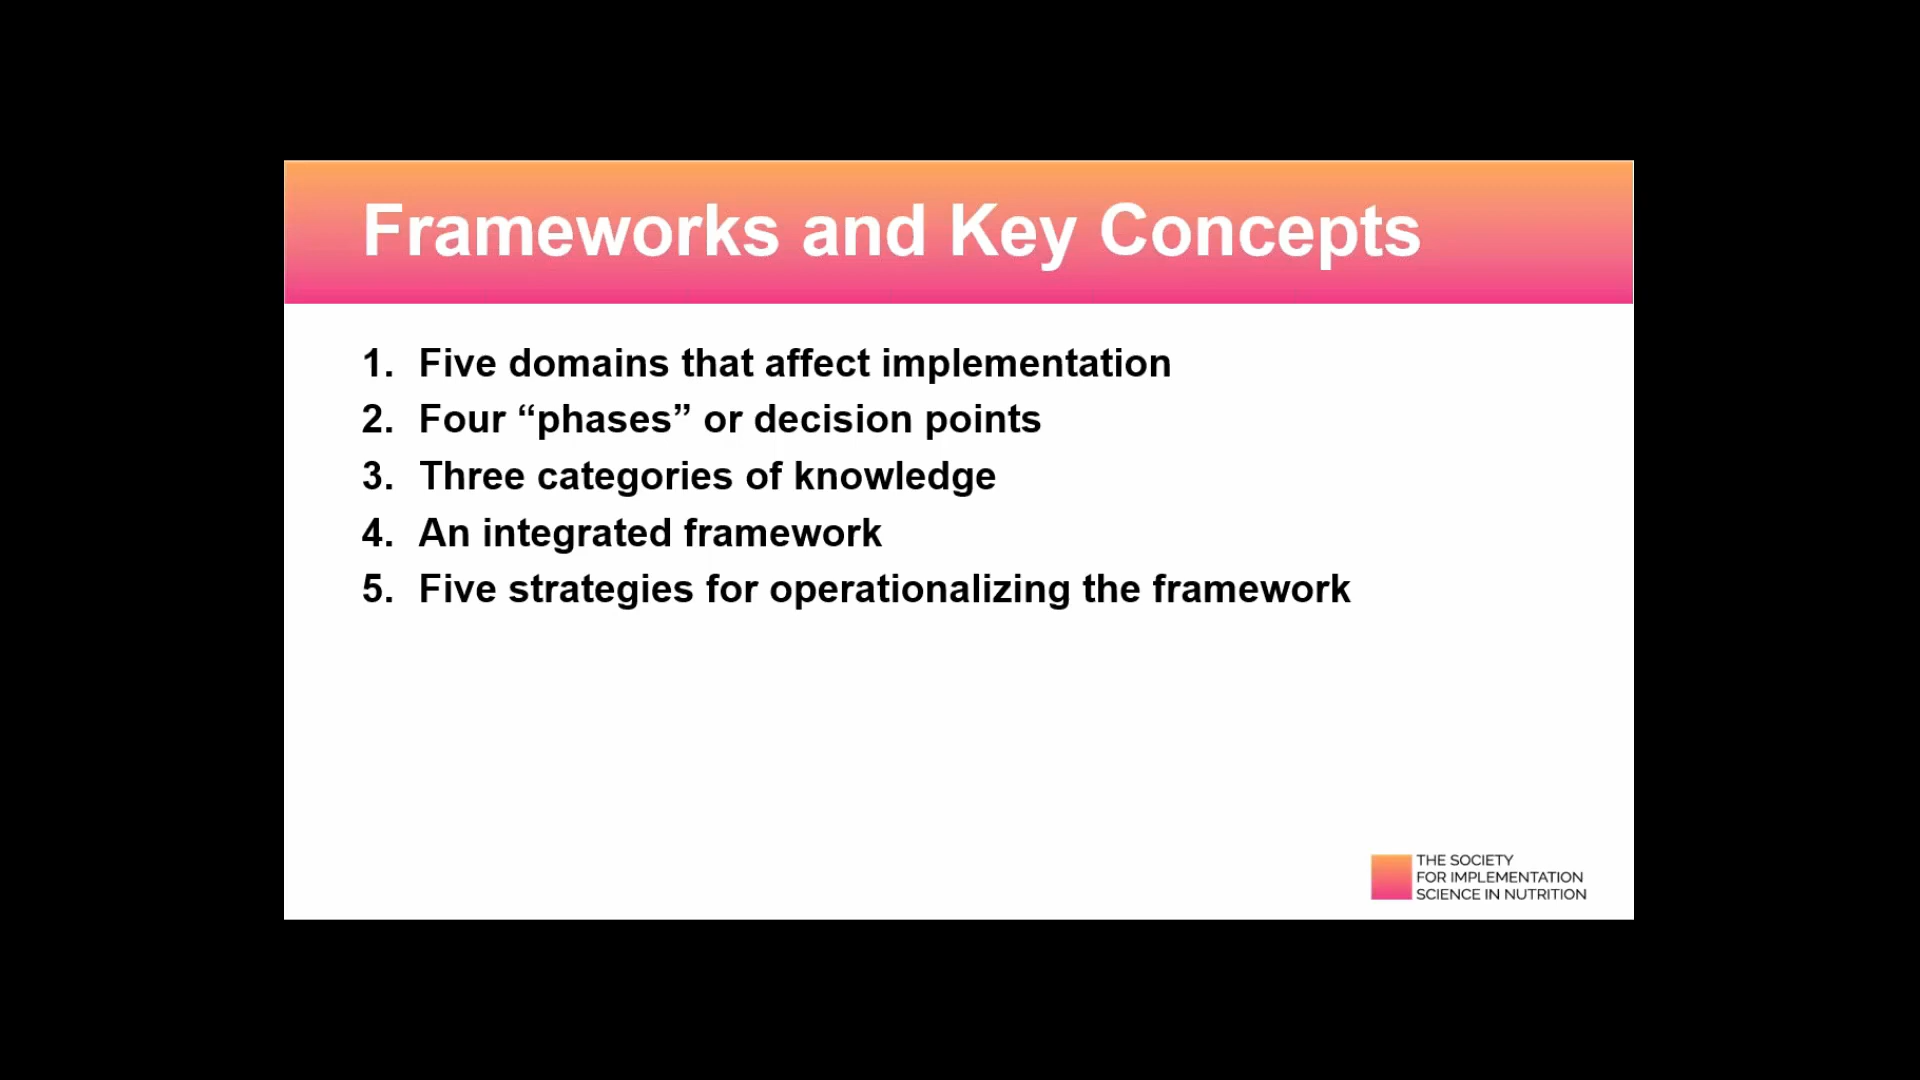 Frameworks and Key Concepts
1. Five domains that affect implementation
2. Four “phases” or decision points
3. Three categories of knowledge
4. An integrated framework
5. Five strategies for operationalizing the framework
THE SOCIETY
FOR IMPLEMENTATION
SCIENCE IN NUTRITION